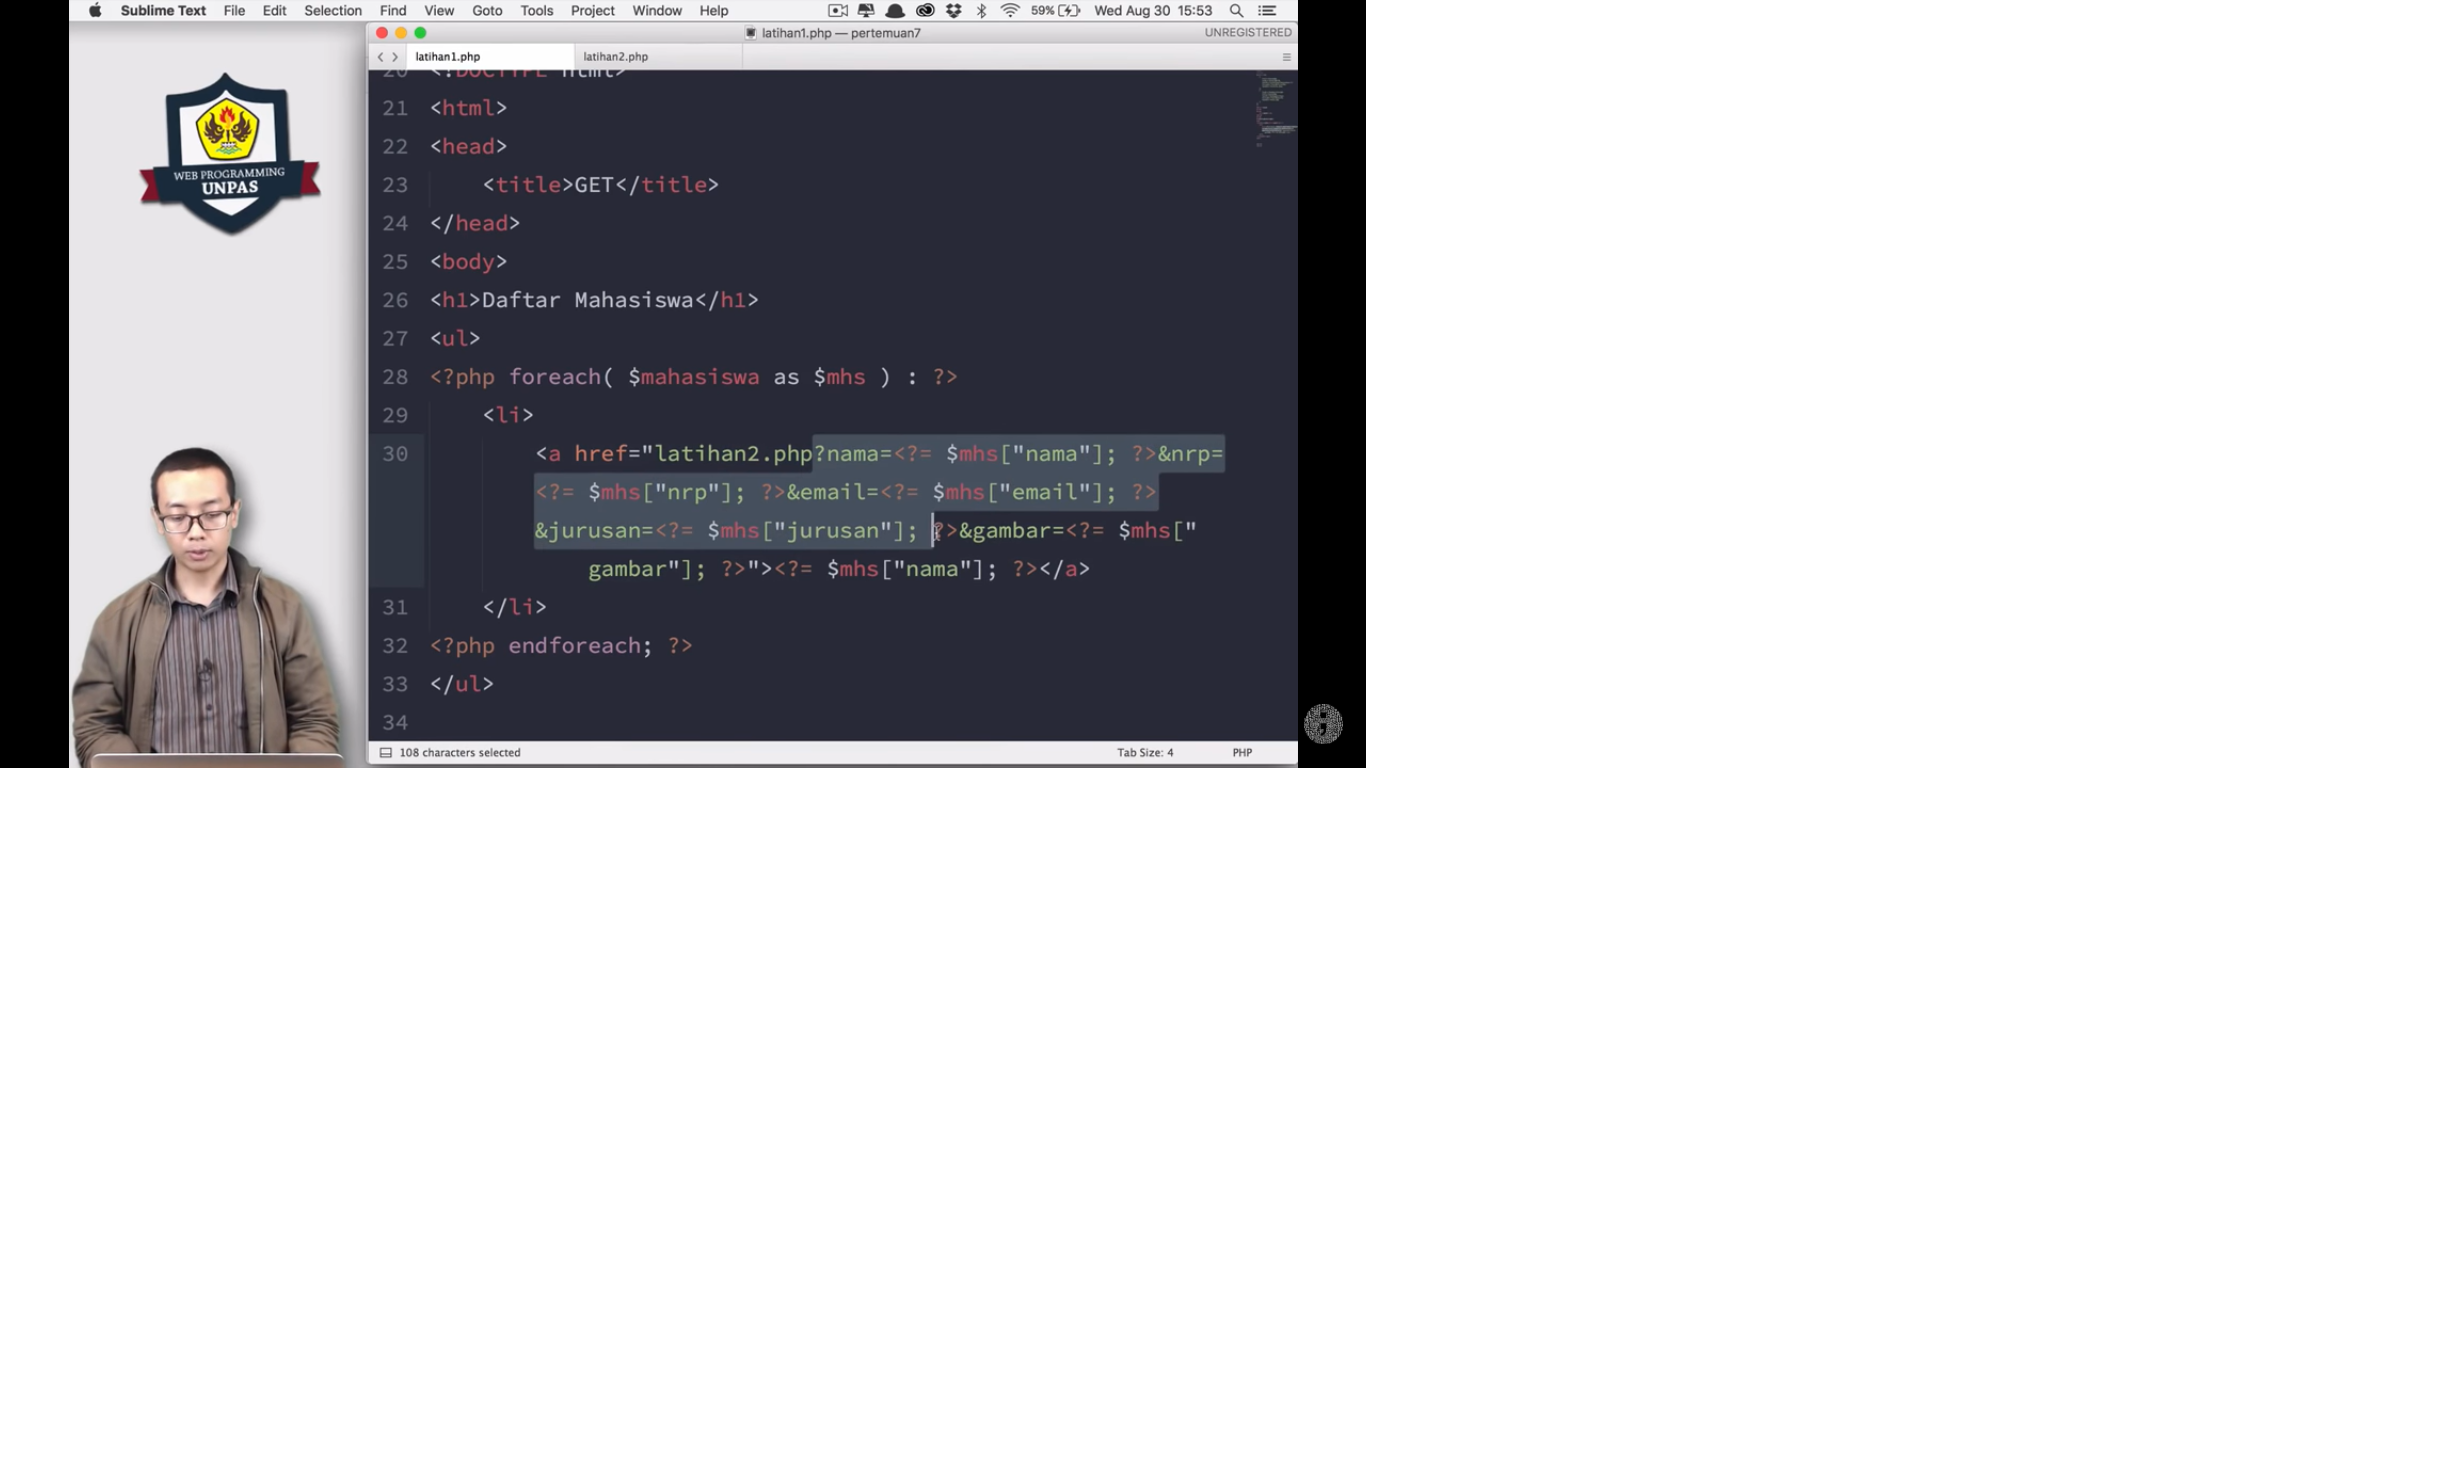 Sublime Text File Edit Selection Find View Goto Tools Project Window Help 59% Wed Aug 30 15:53
latihan1.php — pertemuan7 UNREGISTERED
latihan1.php latihan2.php
WEB PROGRAMMING
UNPAS
20 <!DOCTYPE html>
21 <html>
22 <head>
23 <title>GET</title>
24 </head>
25 <body>
26 <h1>Daftar Mahasiswa</h1>
27 <ul>
28 <?php foreach( $mahasiswa as $mhs ) : ?>
29 <li>
30 <a href="latihan2.php?nama=<?= $mhs["nama"]; ?>&nrp=
<?= $mhs["nrp"]; ?>&email=<?= $mhs["email"]; ?>
&jurusan=<?= $mhs["jurusan"]; ?>&gambar=<?= $mhs["
gambar"]; ?>"><?= $mhs["nama"]; ?></a>
31 </li>
32 <?php endforeach; ?>
33 </ul>
34
108 characters selected Tab Size: 4 PHP